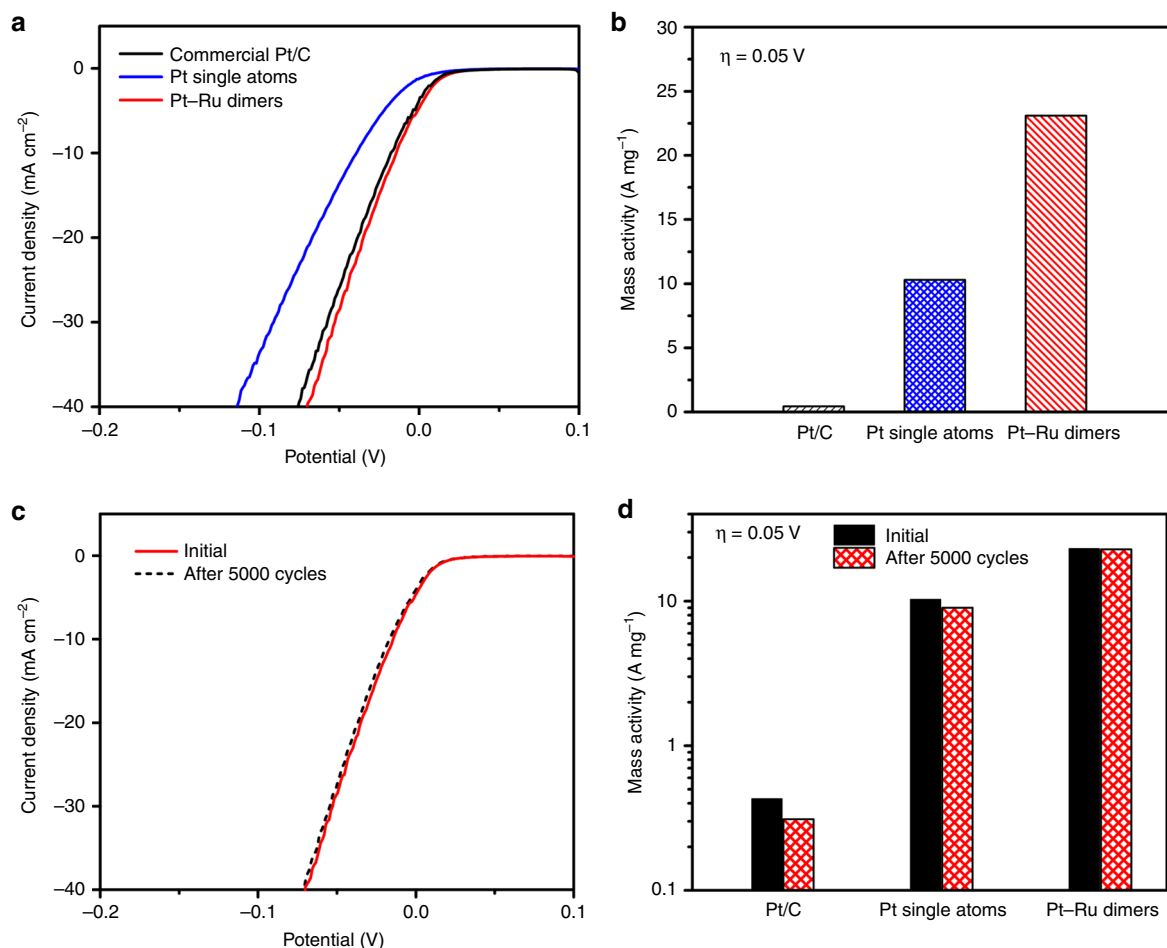 a
Commercial Pt/C
Pt single atoms
Pt–Ru dimers
0
–10
–20
–30
–40
–0.2
–0.1
0.0
0.1
Current density (mA cm⁻²)
Potential (V)
b
η = 0.05 V
30
25
20
15
10
5
0
Mass activity (A mg⁻¹)
Pt/C
Pt single atoms
Pt–Ru dimers
c
Initial
After 5000 cycles
0
–10
–20
–30
–40
–0.2
–0.1
0.0
0.1
Current density (mA cm⁻²)
Potential (V)
d
η = 0.05 V
Initial
After 5000 cycles
10
1
0.1
Mass activity (A mg⁻¹)
Pt/C
Pt single atoms
Pt–Ru dimers